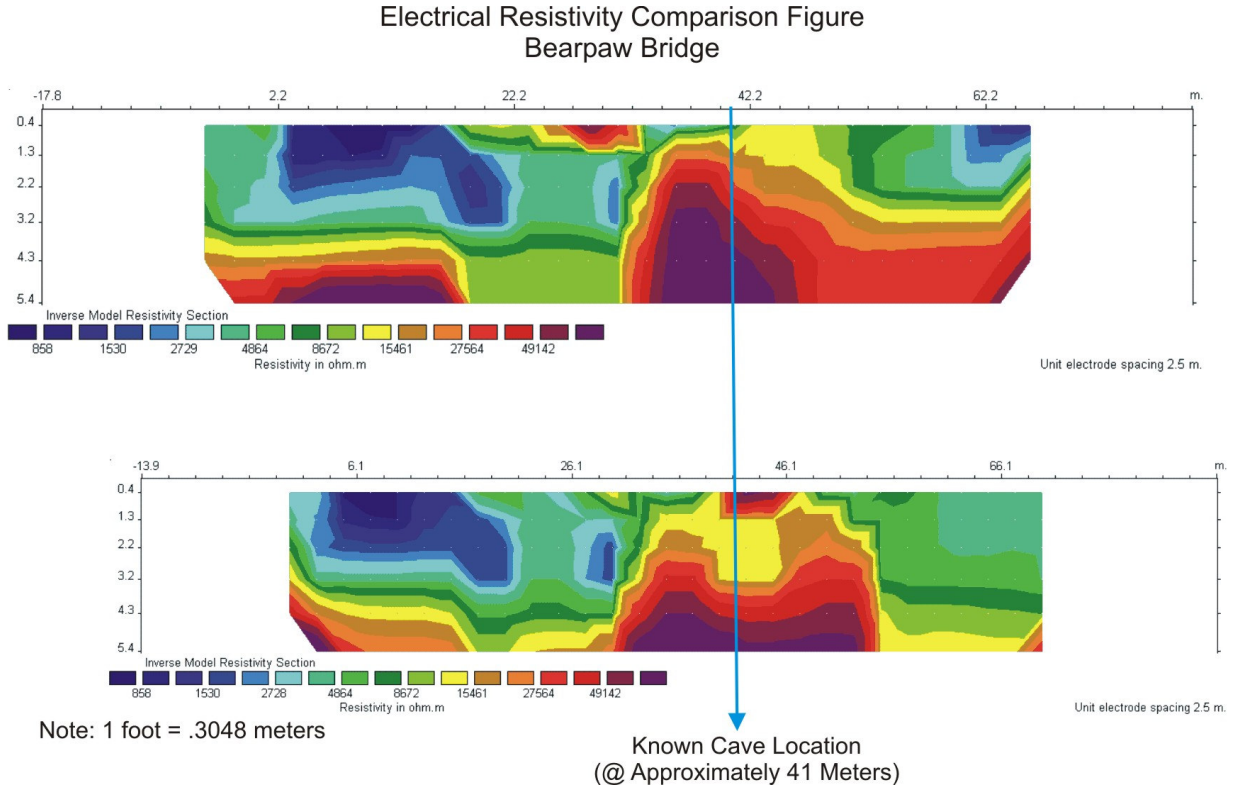 Electrical Resistivity Comparison Figure
Bearpaw Bridge
-17.8 2.2 22.2 42.2 62.2 m.
0.4
1.3
2.2
3.2
4.3
5.4
Inverse Model Resistivity Section
858 1530 2729 4864 8672 15461 27564 49142
Resistivity in ohm.m
Unit electrode spacing 2.5 m.
-13.9 6.1 26.1 46.1 66.1 m.
0.4
1.3
2.2
3.2
4.3
5.4
Inverse Model Resistivity Section
858 1530 2728 4864 8672 15461 27564 49142
Resistivity in ohm.m
Unit electrode spacing 2.5 m.
Note: 1 foot = .3048 meters
Known Cave Location
(@ Approximately 41 Meters)